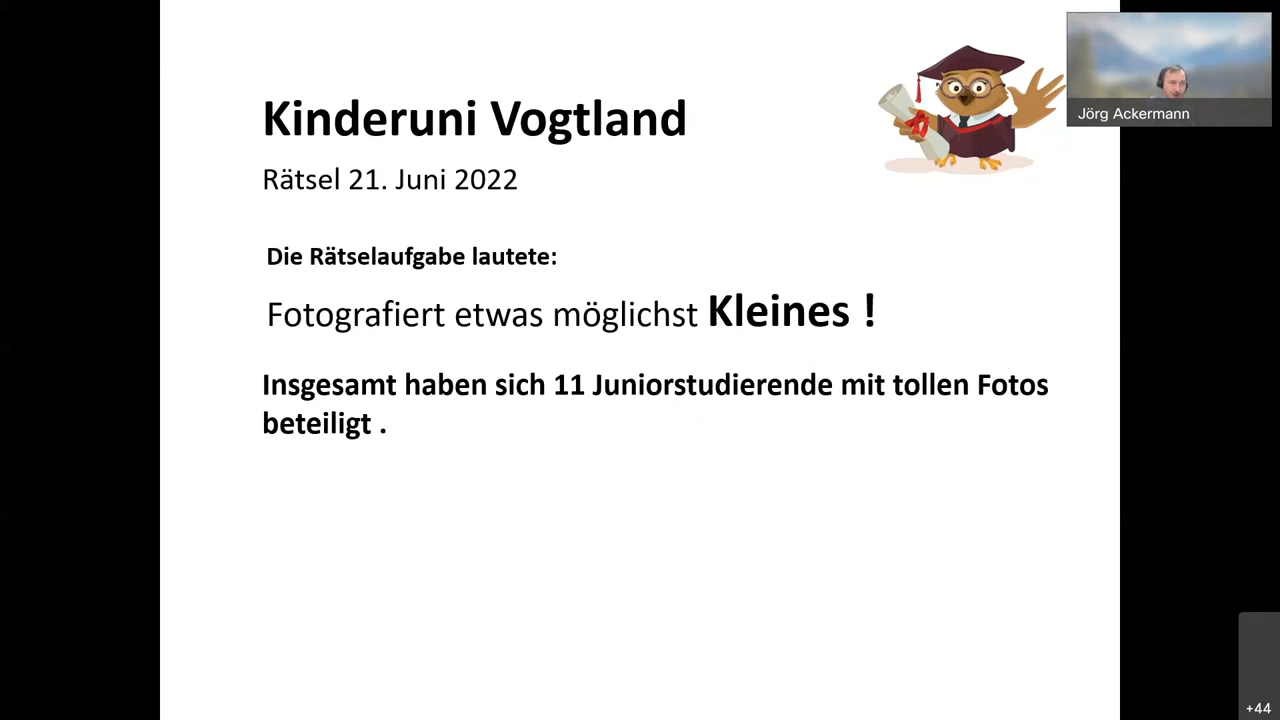 Kinderuni Vogtland
Jörg Ackermann
Rätsel 21. Juni 2022
Die Rätselaufgabe lautete:
Fotografiert etwas möglichst Kleines !
Insgesamt haben sich 11 Juniorstudierende mit tollen Fotos
beteiligt .
+44